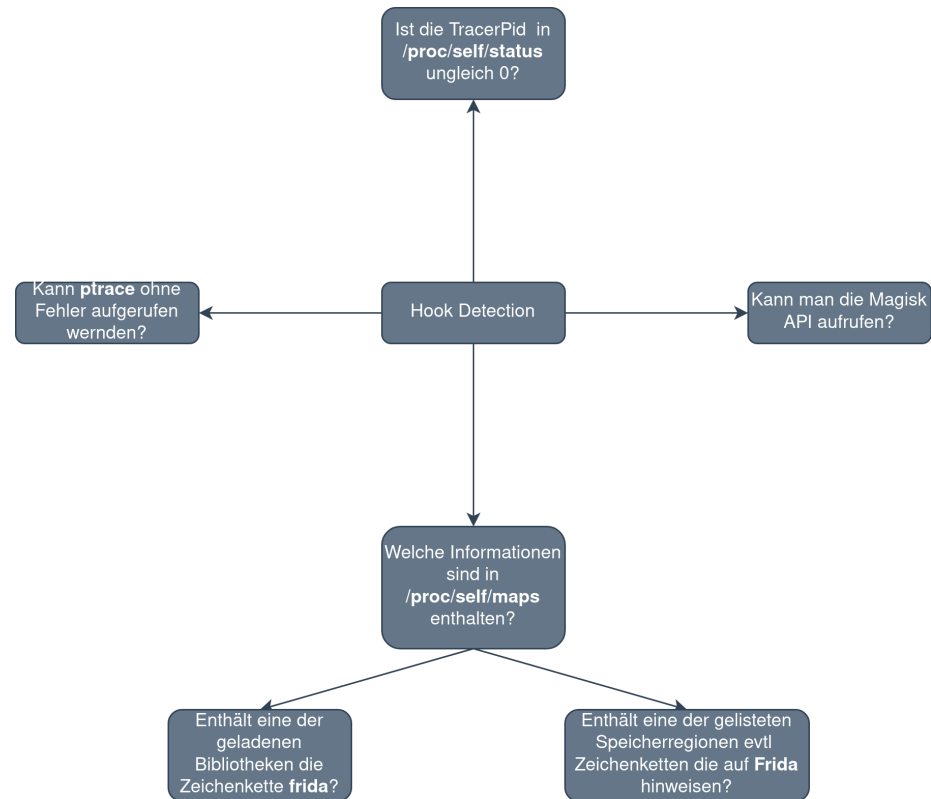 Ist die TracerPid in
/proc/self/status
ungleich 0?
Kann ptrace ohne
Fehler aufgerufen
wernden?
Hook Detection
Kann man die Magisk
API aufrufen?
Welche Informationen
sind in
/proc/self/maps
enthalten?
Enthält eine der
geladenen
Bibliotheken die
Zeichenkette frida?
Enthält eine der gelisteten
Speicherregionen evtl
Zeichenketten die auf Frida
hinweisen?